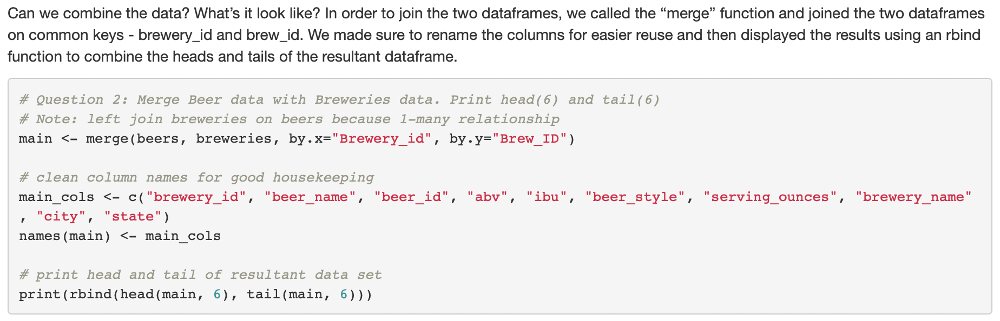 Can we combine the data? What’s it look like? In order to join the two dataframes, we called the “merge” function and joined the two dataframes
on common keys - brewery_id and brew_id. We made sure to rename the columns for easier reuse and then displayed the results using an rbind
function to combine the heads and tails of the resultant dataframe.
# Question 2: Merge Beer data with Breweries data. Print head(6) and tail(6)
# Note: left join breweries on beers because 1-many relationship
main <- merge(beers, breweries, by.x="Brewery_id", by.y="Brew_ID")
# clean column names for good housekeeping
main_cols <- c("brewery_id", "beer_name", "beer_id", "abv", "ibu", "beer_style", "serving_ounces", "brewery_name"
, "city", "state")
names(main) <- main_cols
# print head and tail of resultant data set
print(rbind(head(main, 6), tail(main, 6)))